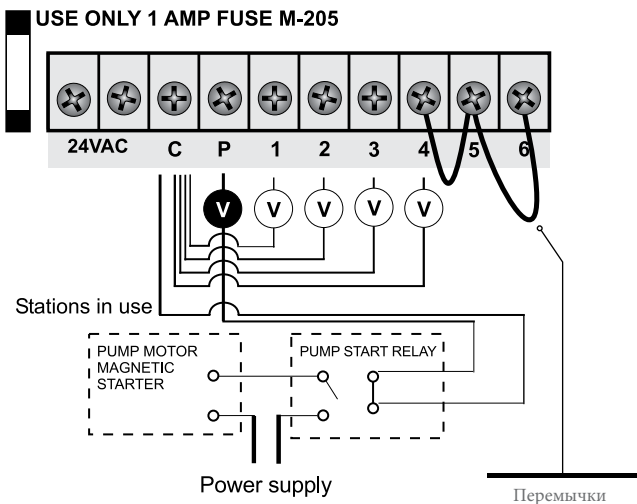 USE ONLY 1 AMP FUSE M-205
24VAC C P 1 2 3 4 5 6
V V V V V
Stations in use
PUMP MOTOR
MAGNETIC
STARTER
PUMP START RELAY
Power supply
Перемычки